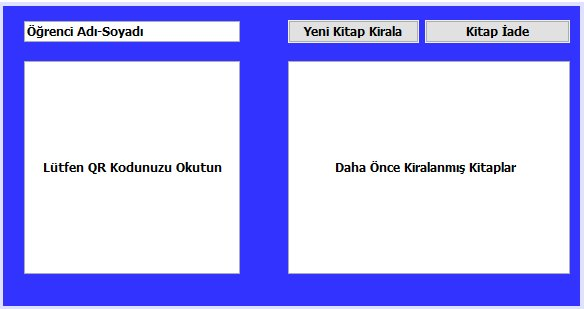 Öğrenci Adı-Soyadı
Yeni Kitap Kirala
Kitap İade
Lütfen QR Kodunuzu Okutun
Daha Önce Kiralanmış Kitaplar